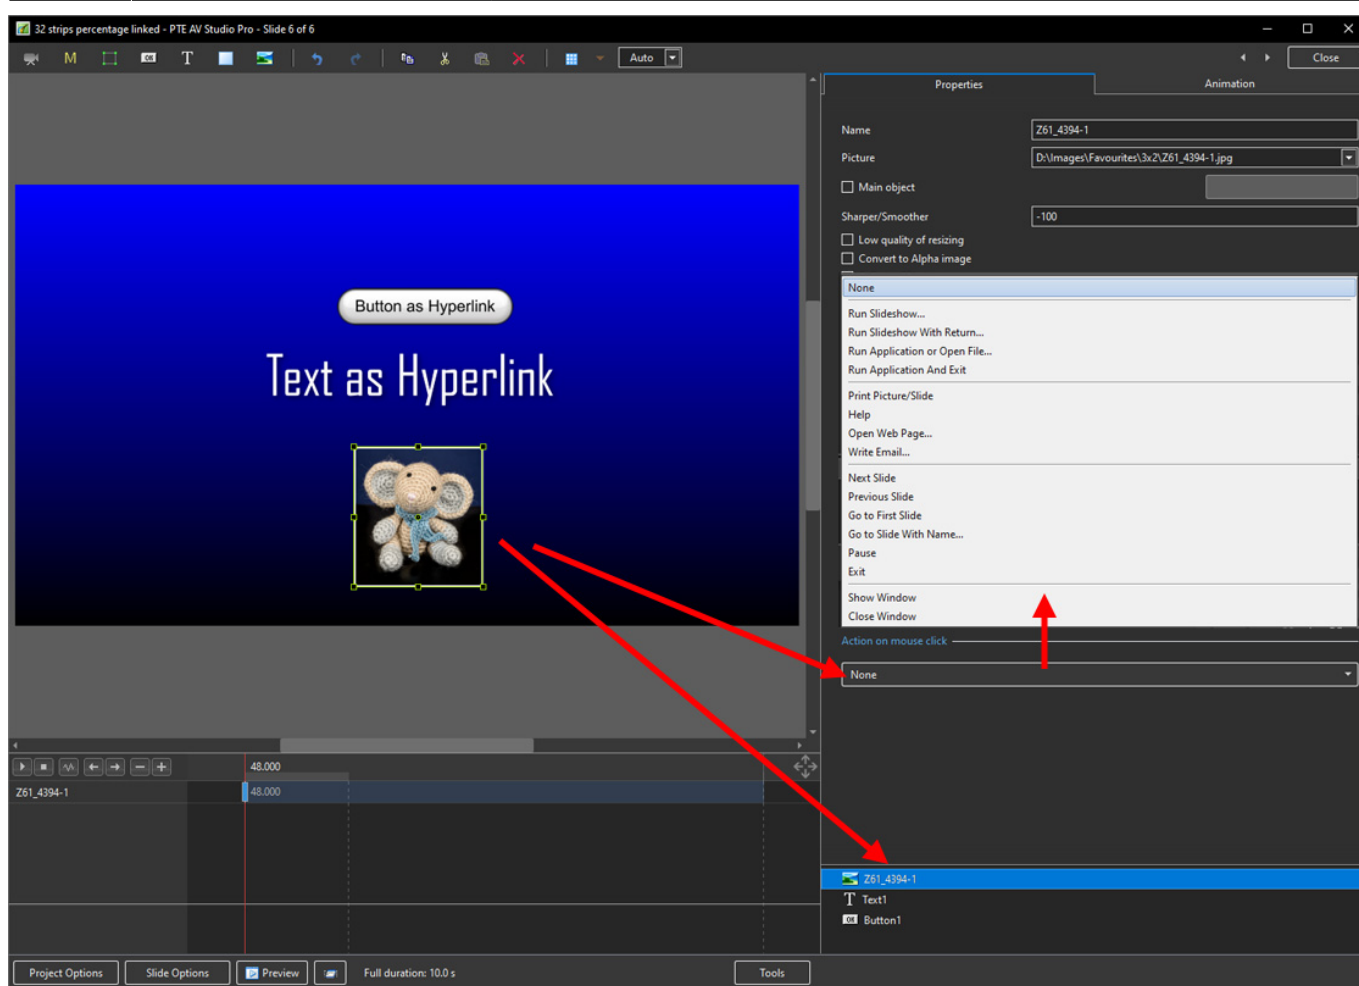 32 strips percentage linked - PTE AV Studio Pro - Slide 6 of 6
M OK T Auto Close
Properties Animation
Name Z61_4394-1
Picture D:\Images\Favourites\3x2\Z61_4394-1.jpg
Main object
Sharper/Smoother -100
Low quality of resizing
Convert to Alpha image
None
Run Slideshow...
Run Slideshow With Return...
Run Application or Open File...
Run Application And Exit
Print Picture/Slide
Help
Open Web Page...
Write Email...
Next Slide
Previous Slide
Go to First Slide
Go to Slide With Name...
Pause
Exit
Show Window
Close Window
Action on mouse click
None
Button as Hyperlink
Text as Hyperlink
48.000
Z61_4394-1 48.000
Z61_4394-1
T Text1
OK Button1
Project Options Slide Options Preview Full duration: 10.0 s Tools